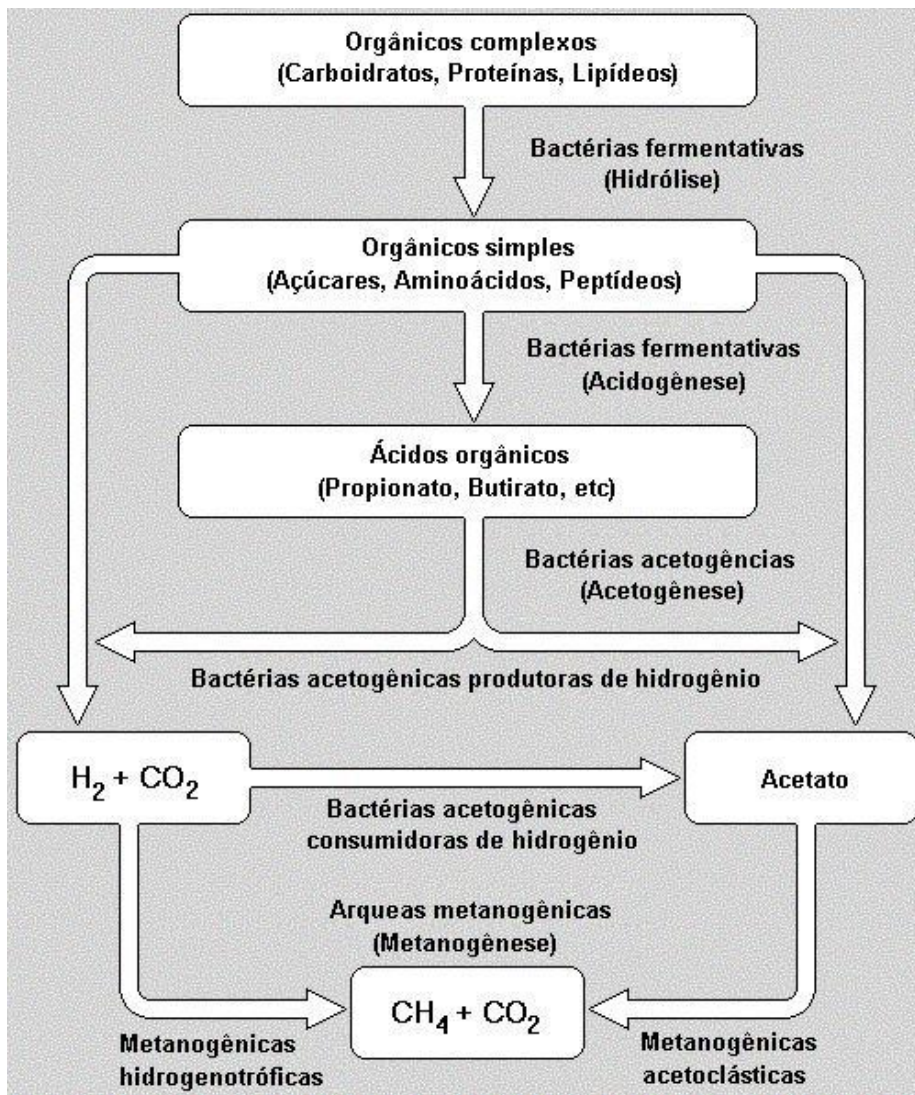 Orgânicos complexos
(Carboidratos, Proteínas, Lipídeos)
Bactérias fermentativas
(Hidrólise)
Orgânicos simples
(Açúcares, Aminoácidos, Peptídeos)
Bactérias fermentativas
(Acidogênese)
Ácidos orgânicos
(Propionato, Butirato, etc)
Bactérias acetogências
(Acetogênese)
Bactérias acetogênicas produtoras de hidrogênio
H₂ + CO₂
Acetato
Bactérias acetogênicas
consumidoras de hidrogênio
Arqueas metanogênicas
(Metanogênese)
CH₄ + CO₂
Metanogênicas
hidrogenotróficas
Metanogênicas
acetoclásticas